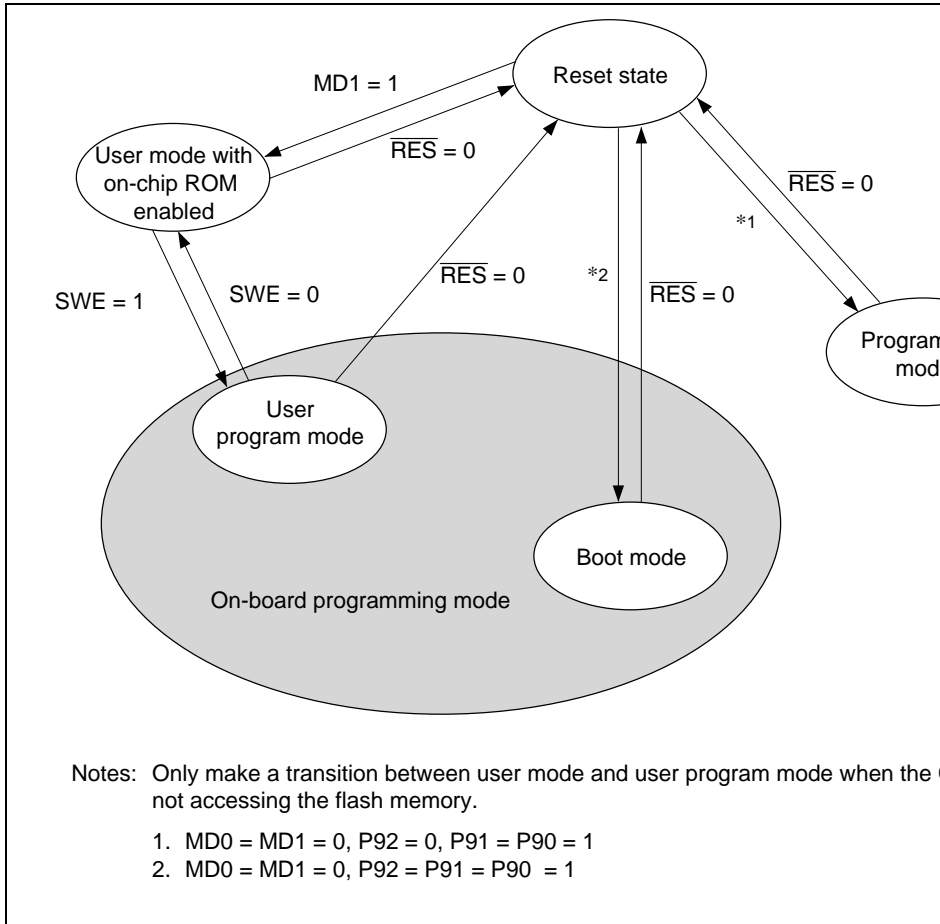 Reset state
MD1 = 1
RES = 0
User mode with
on-chip ROM
enabled
RES = 0
*1
SWE = 1
SWE = 0
RES = 0
*2
RES = 0
User
program mode
Boot mode
On-board programming mode
Notes: Only make a transition between user mode and user program mode when the
not accessing the flash memory.
1. MD0 = MD1 = 0, P92 = 0, P91 = P90 = 1
2. MD0 = MD1 = 0, P92 = P91 = P90 = 1